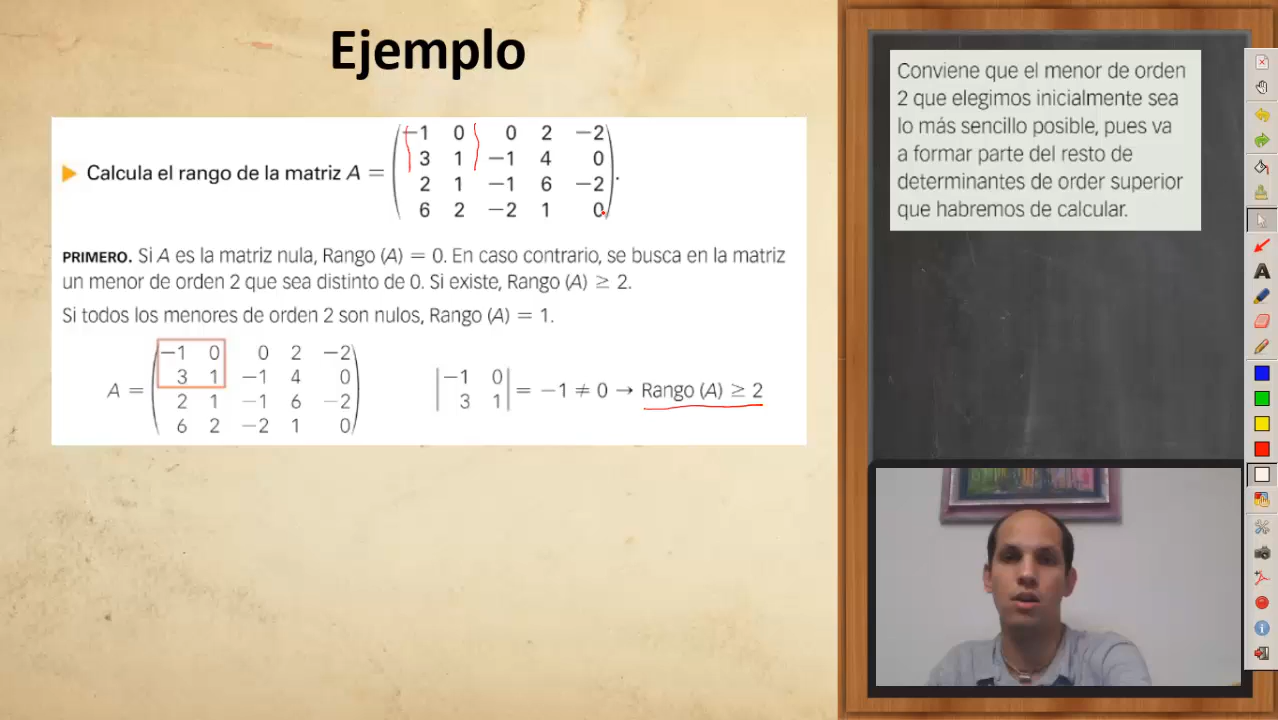 Ejemplo
Calcula el rango de la matriz A =
−1 0 0 2 −2
3 1 −1 4 0
2 1 −1 6 −2
6 2 −2 1 0
.
PRIMERO. Si A es la matriz nula, Rango (A) = 0. En caso contrario, se busca en la matriz
un menor de orden 2 que sea distinto de 0. Si existe, Rango (A) ≥ 2.
Si todos los menores de orden 2 son nulos, Rango (A) = 1.
A =
−1 0 0 2 −2
3 1 −1 4 0
2 1 −1 6 −2
6 2 −2 1 0
−1 0
3 1
= −1 ≠ 0 → Rango (A) ≥ 2
Conviene que el menor de orden
2 que elegimos inicialmente sea
lo más sencillo posible, pues va
a formar parte del resto de
determinantes de order superior
que habremos de calcular.
A